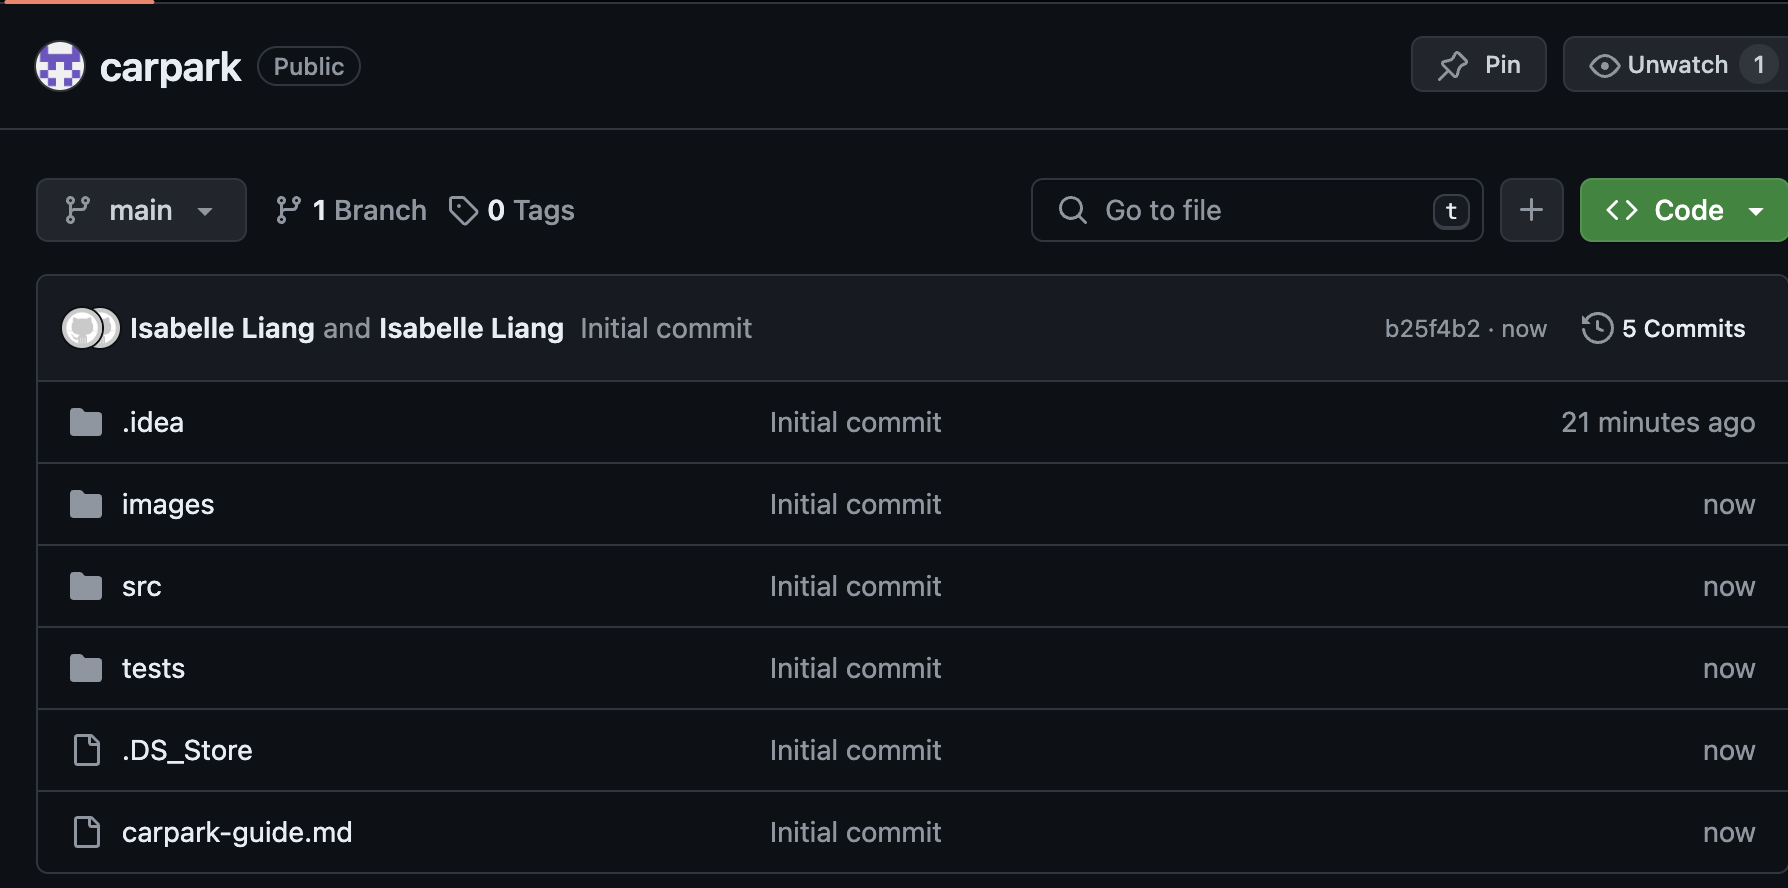 carpark Public Pin Unwatch 1
main 1 Branch 0 Tags Go to file t Code
Isabelle Liang and Isabelle Liang Initial commit b25f4b2 · now 5 Commits
.idea Initial commit 21 minutes ago
images Initial commit now
src Initial commit now
tests Initial commit now
.DS_Store Initial commit now
carpark-guide.md Initial commit now